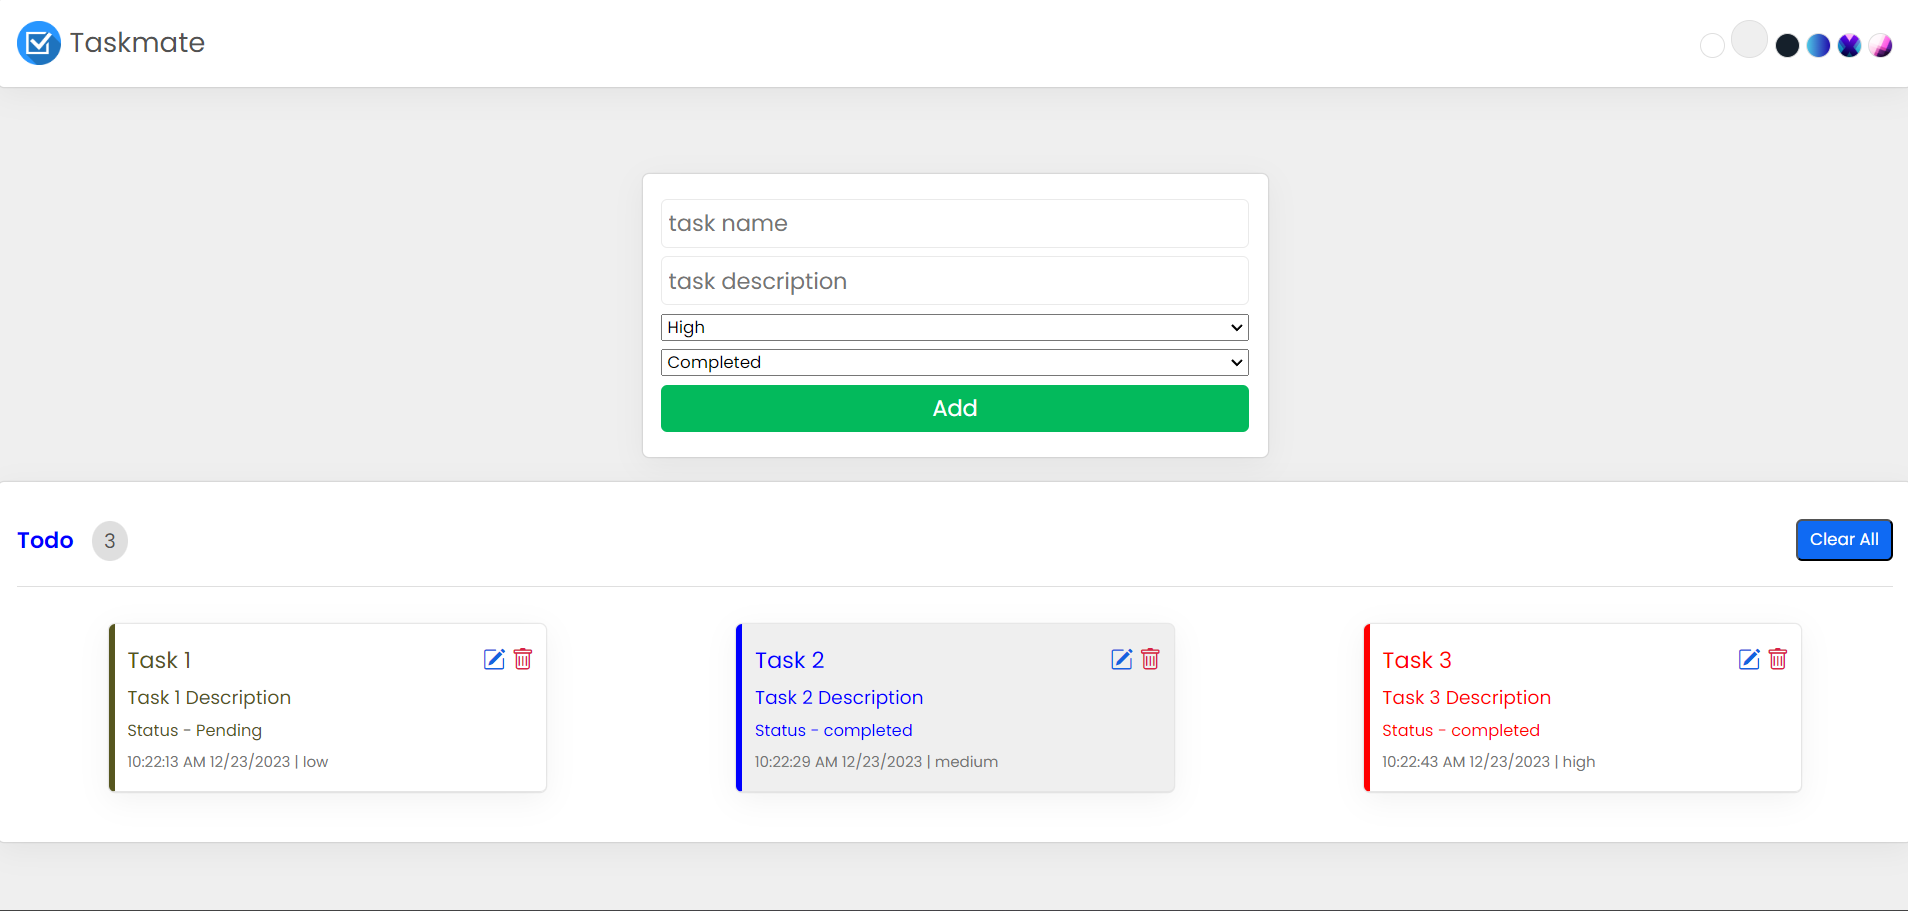 Taskmate
task name
task description
High
Completed
Add
Todo 3
Clear All
Task 1
Task 1 Description
Status - Pending
10:22:13 AM 12/23/2023 | low
Task 2
Task 2 Description
Status - completed
10:22:29 AM 12/23/2023 | medium
Task 3
Task 3 Description
Status - completed
10:22:43 AM 12/23/2023 | high